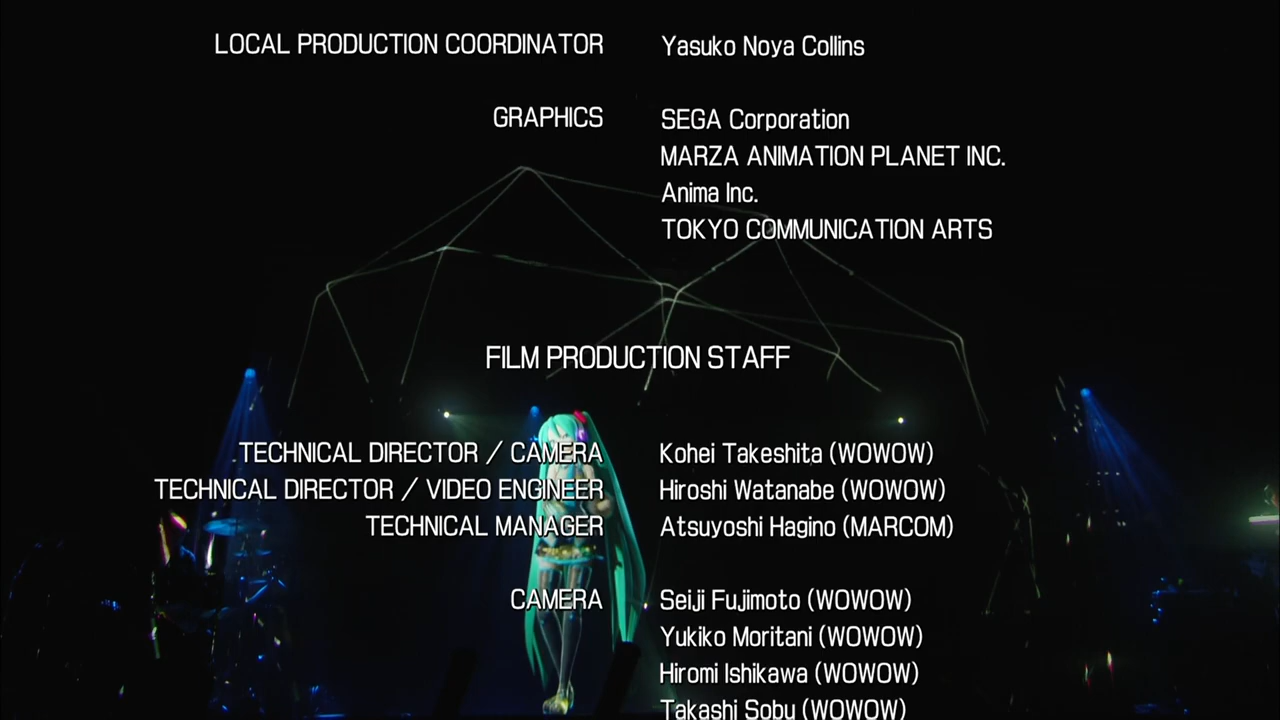 LOCAL PRODUCTION COORDINATOR Yasuko Noya Collins
GRAPHICS SEGA Corporation
MARZA ANIMATION PLANET INC.
Anima Inc.
TOKYO COMMUNICATION ARTS
FILM PRODUCTION STAFF
TECHNICAL DIRECTOR / CAMERA Kohei Takeshita (WOWOW)
TECHNICAL DIRECTOR / VIDEO ENGINEER Hiroshi Watanabe (WOWOW)
TECHNICAL MANAGER Atsuyoshi Hagino (MARCOM)
CAMERA Seiji Fujimoto (WOWOW)
Yukiko Moritani (WOWOW)
Hiromi Ishikawa (WOWOW)
Takashi Sobu (WOWOW)